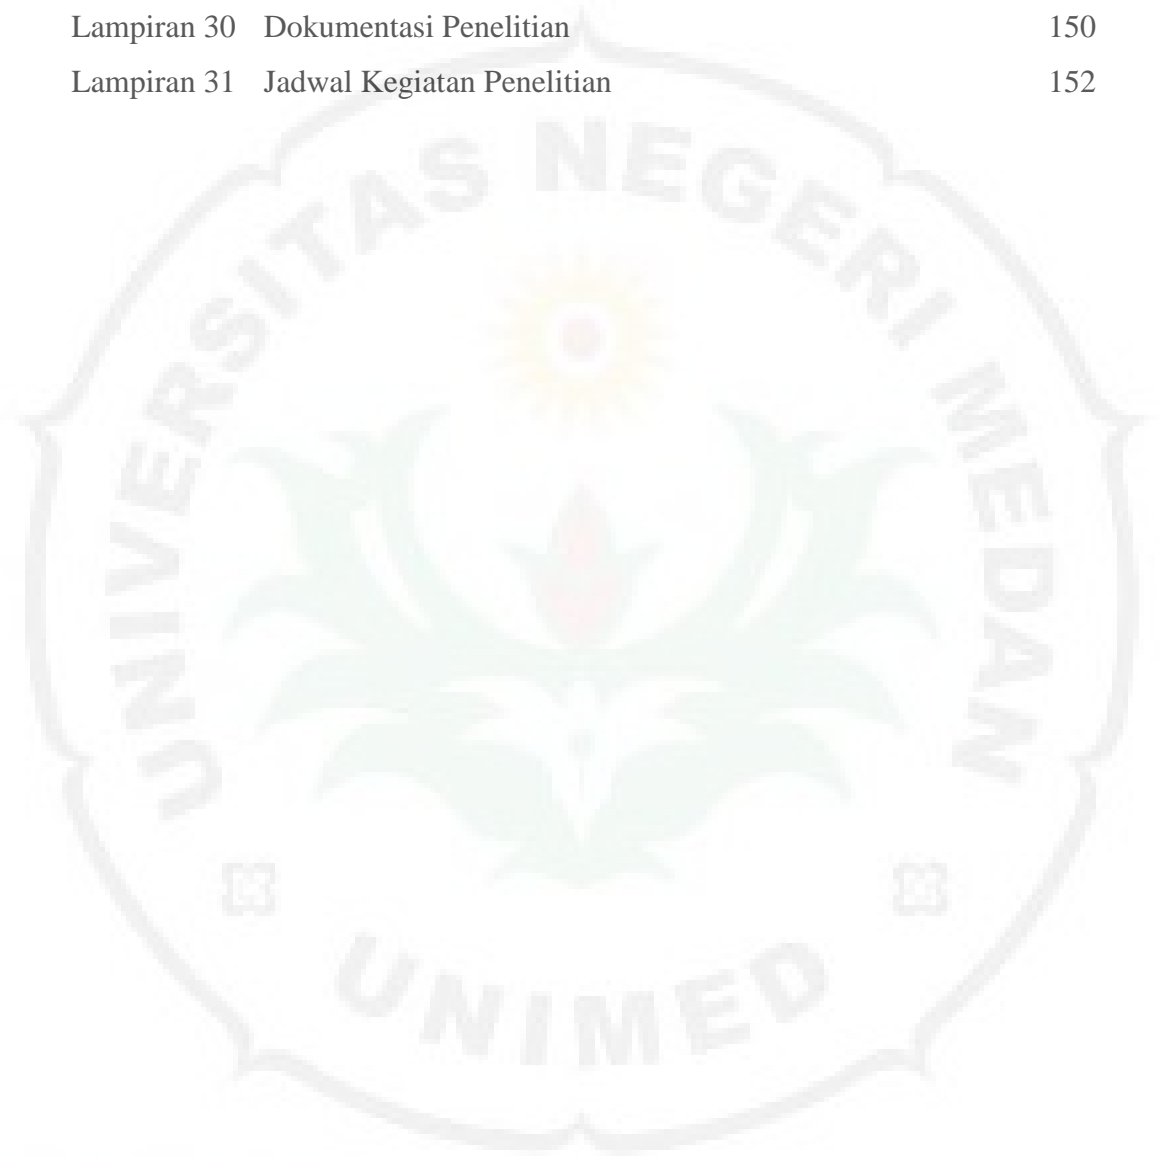 Lampiran 30 Dokumentasi Penelitian 150
Lampiran 31 Jadwal Kegiatan Penelitian 152
UNIVERSITAS NEGERI MEDAN
UNIMED